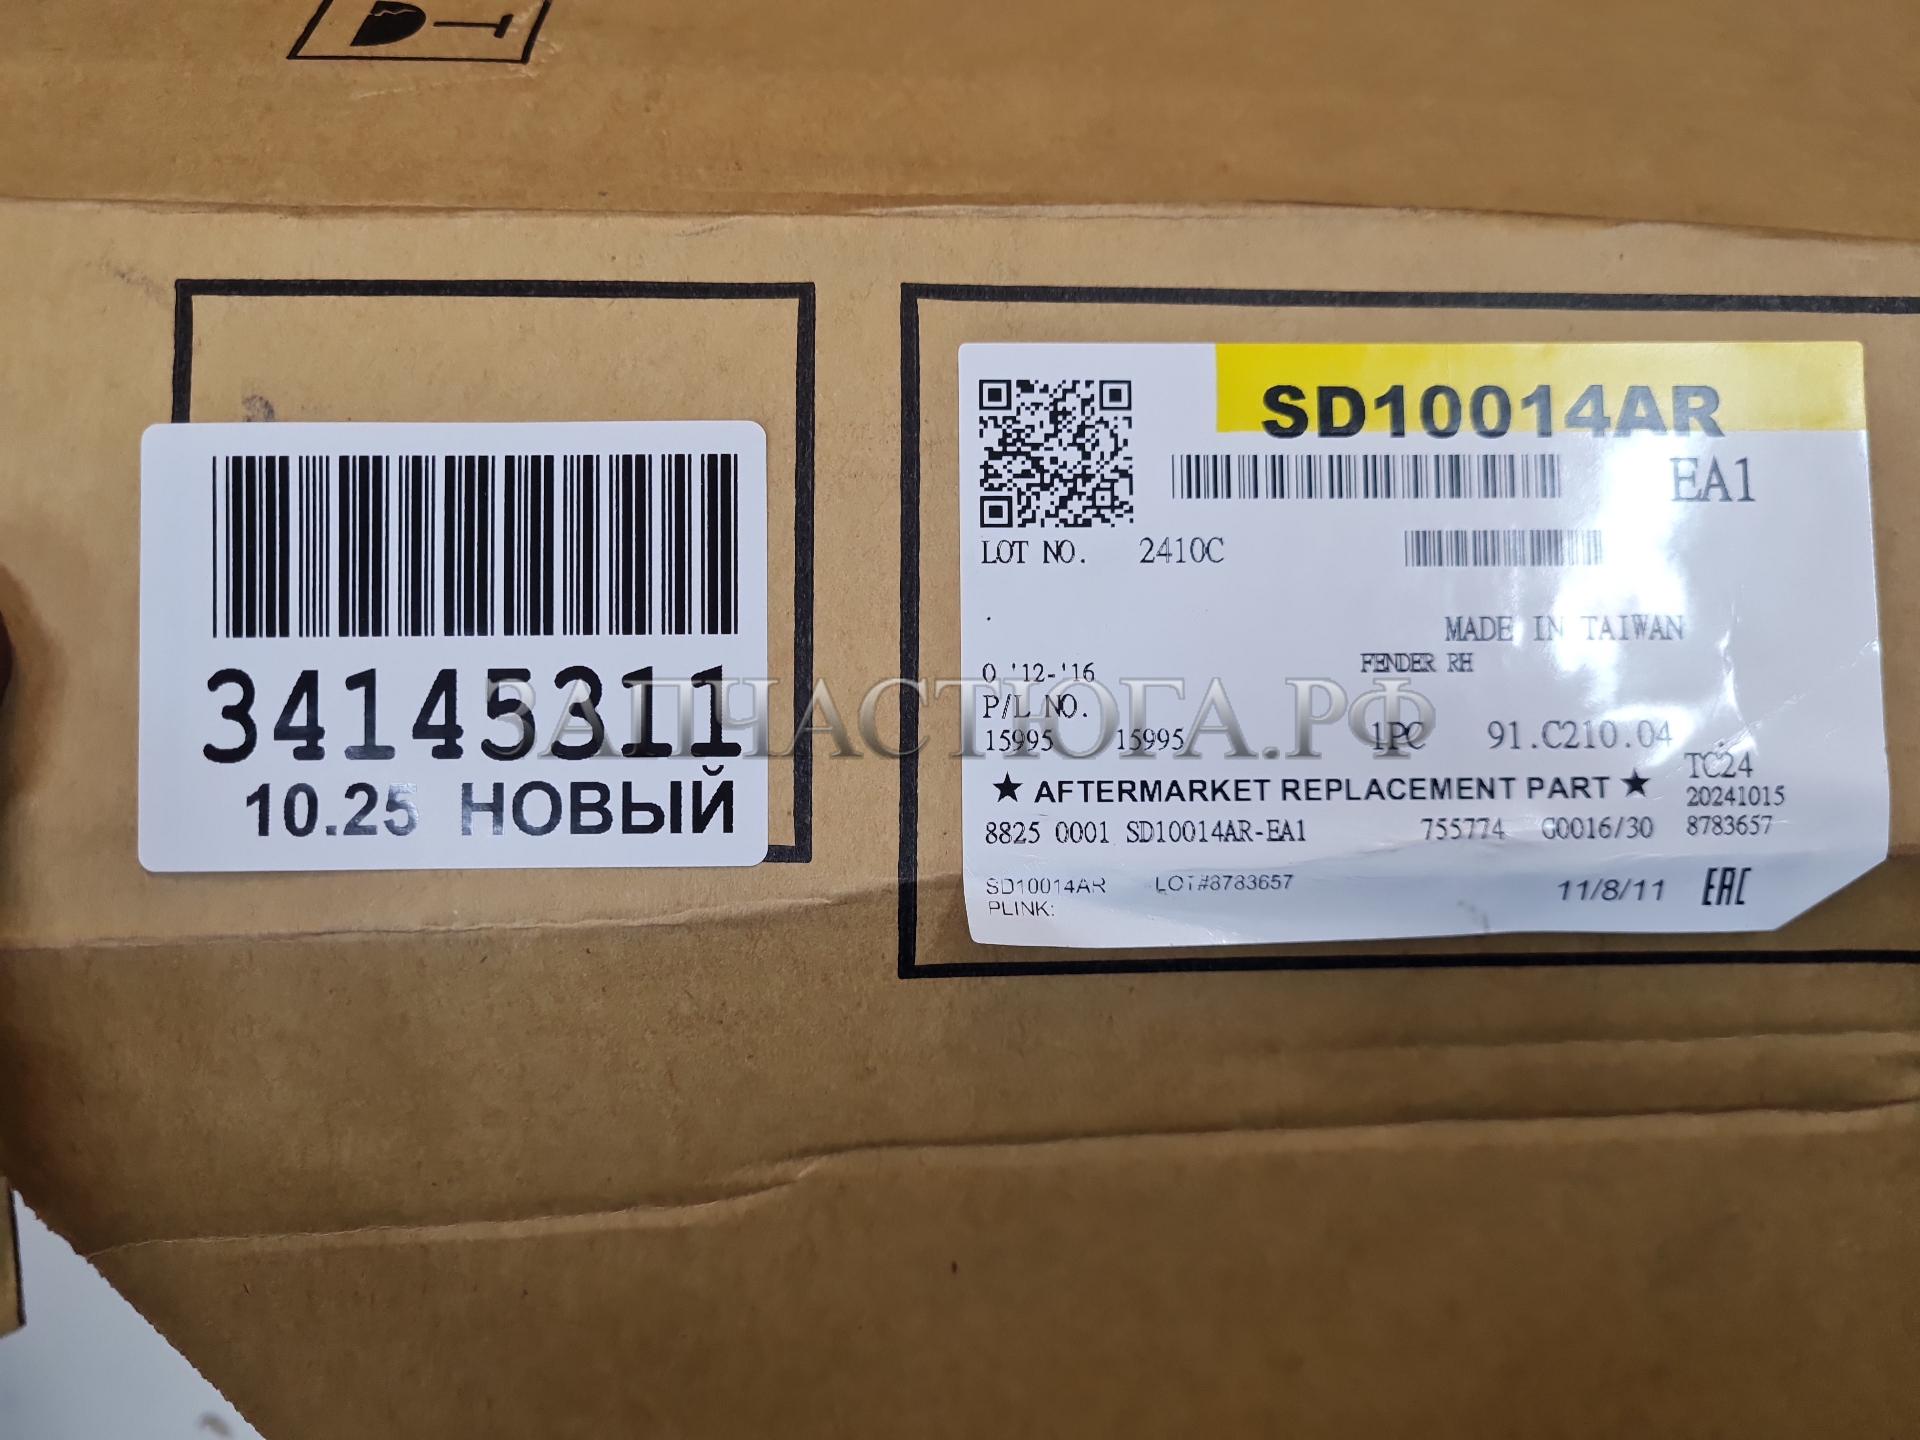 34145311
10.25 НОВЫЙ
SD10014AR
EA1
LOT NO. 2410C
MADE IN TAIWAN
O '12-'16 FENDER RH
P/L NO.
15995 15995 1PC 91.C210.04
TC24
★ AFTERMARKET REPLACEMENT PART ★
20241015
8825 0001 SD10014AR-EA1 755774 G0016/30 8783657
SD10014AR LOT#8783657 11/8/11 EAC
PLINK:
ЗАПЧАСТЮГА.РФ